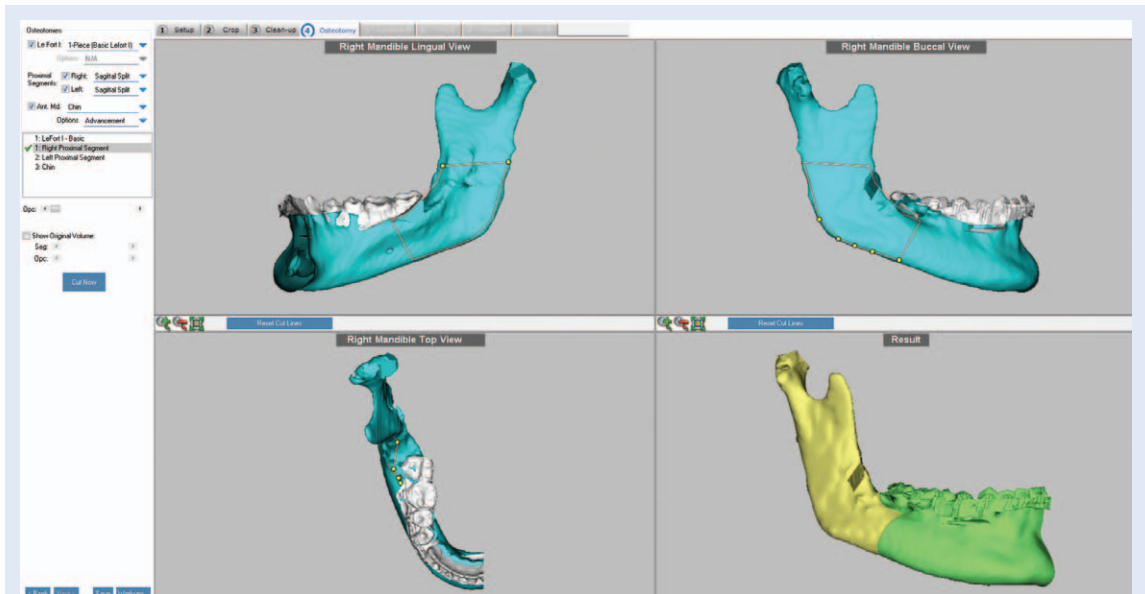 Osteotomies
1 Setup 2 Crop 3 Clean-up 4 Osteotomy
Le Fort I: 1-Piece (Basic Lefort I)
Options: N/A
Proximal Segments: Right: Sagittal Split
Left: Sagittal Split
Ant. Md: Chin
Options: Advancement
1: LeFort I - Basic
1: Right Proximal Segment
2: Left Proximal Segment
3: Chin
Opc:
Show Original Volume:
Seg:
Opc:
Cut Now
Right Mandible Lingual View
Right Mandible Buccal View
Reset Cut Lines
Reset Cut Lines
Right Mandible Top View
Result